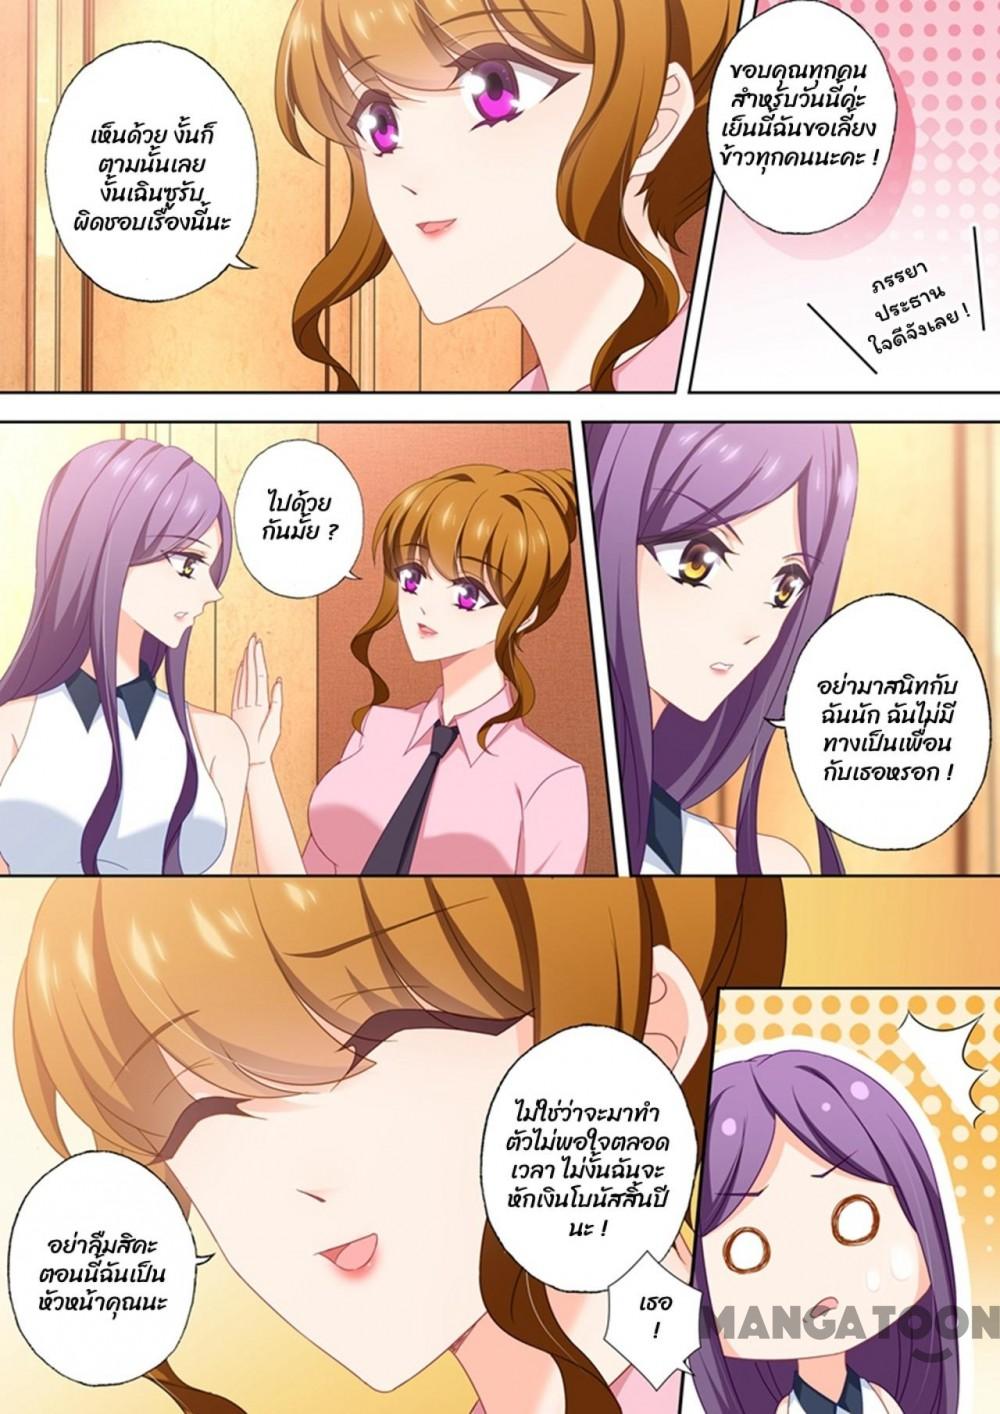 เห็นด้วย งั้นก็
ตามนั้นเลย
งั้นเฉินซูรับ
ผิดชอบเรื่องนี้นะ
ขอบคุณทุกคน
สำหรับวันนี้ค่ะ
เย็นนี้ฉันขอเลี้ยง
ข้าวทุกคนนะคะ !
ภรรยา
ประธาน
ใจดีจังเลย !
ไปด้วย
กันมั้ย ?
อย่ามาสนิทกับ
ฉันนัก ฉันไม่มี
ทางเป็นเพื่อน
กับเธอหรอก !
อย่าลืมสิคะ
ตอนนี้ฉันเป็น
หัวหน้าคุณนะ
ไม่ใช่ว่าจะมาทำ
ตัวไม่พอใจตลอด
เวลา ไม่งั้นฉันจะ
หักเงินโบนัสสิ้นปี
นะ !
เธอ
!
MANGATOON